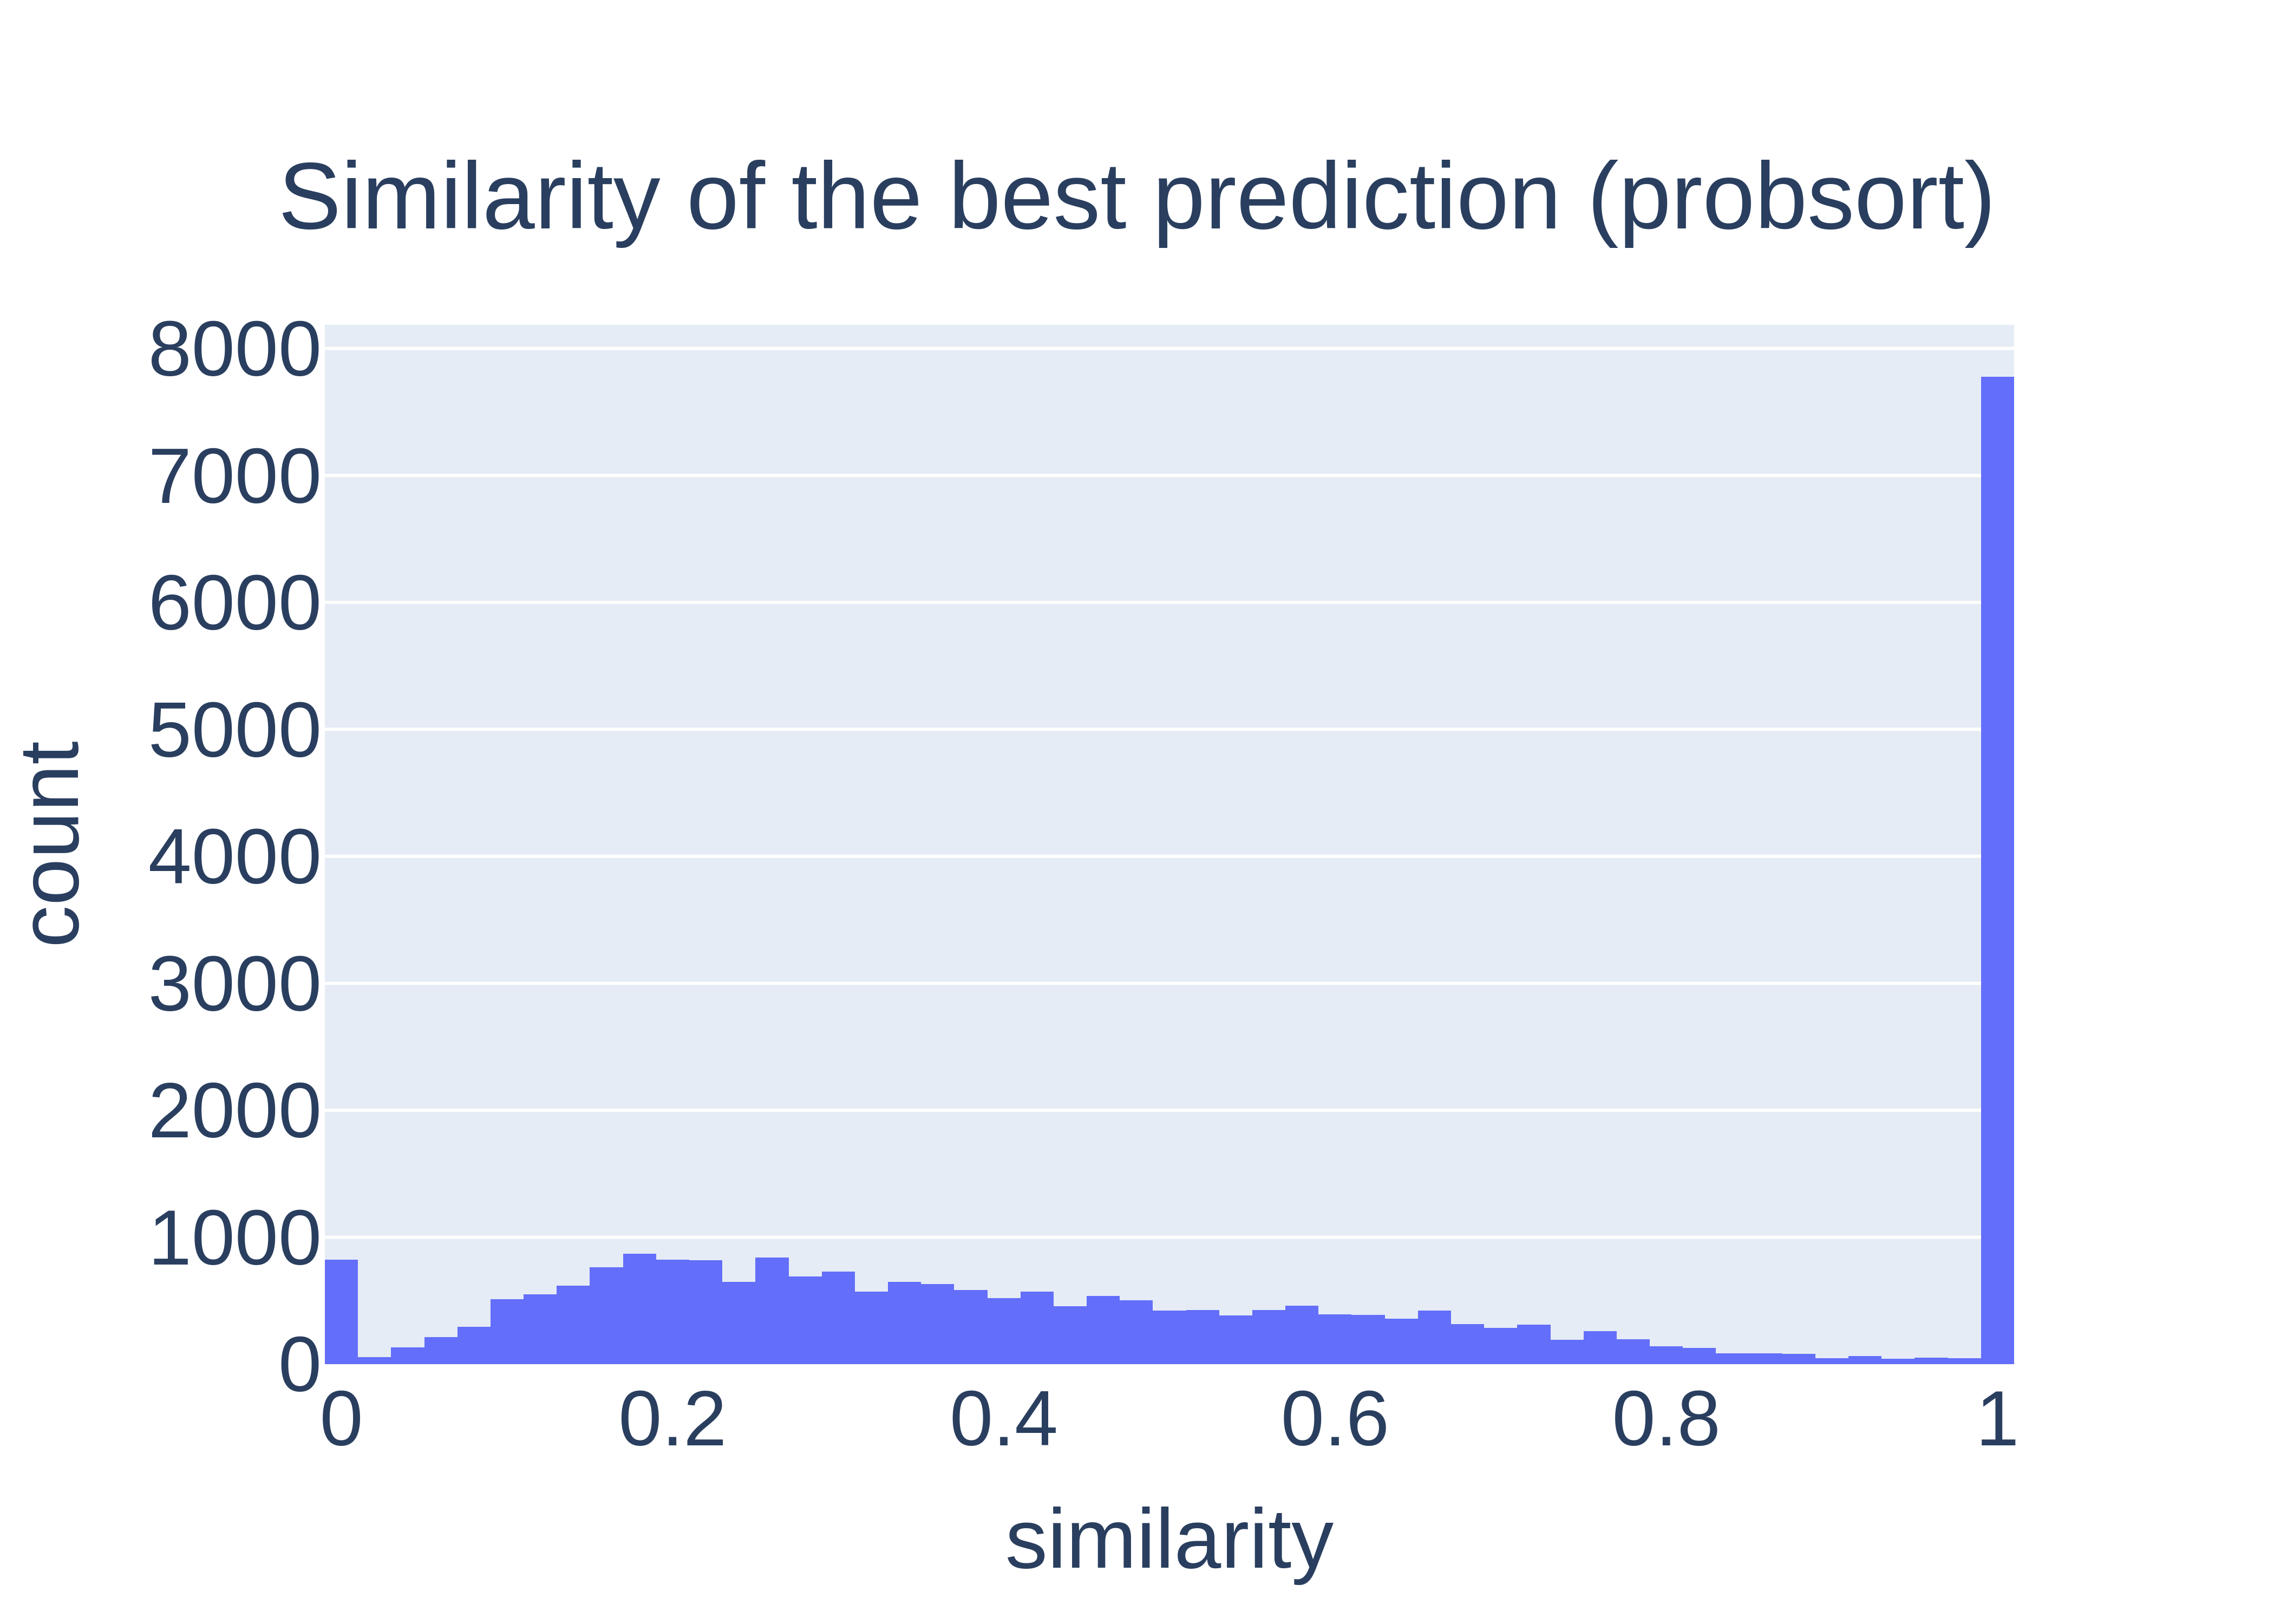 Similarity of the best prediction (probsort)
8000
7000
6000
5000
4000
3000
2000
1000
0
count
0 0.2 0.4 0.6 0.8 1
similarity